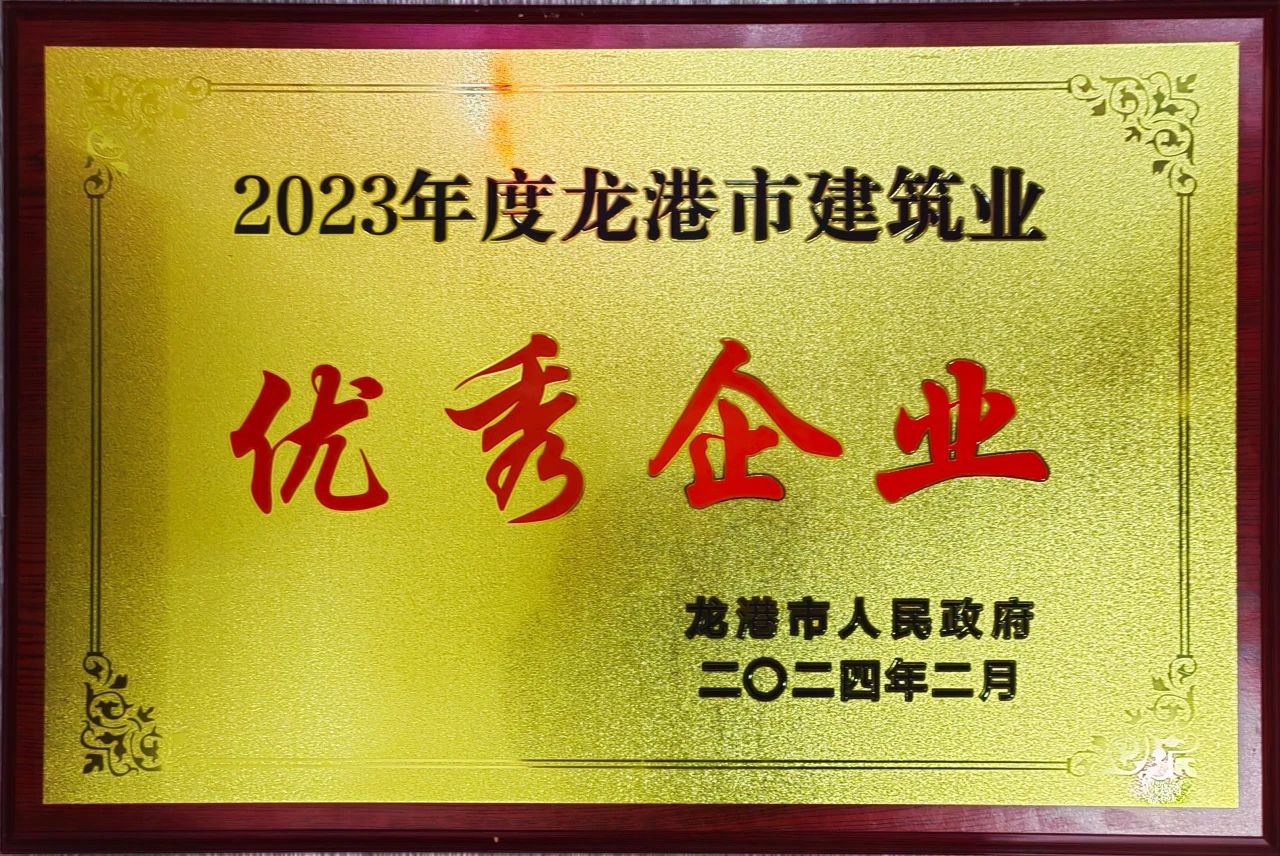 2023年度龙港市建筑业
优秀企业
龙港市人民政府
二〇二四年二月